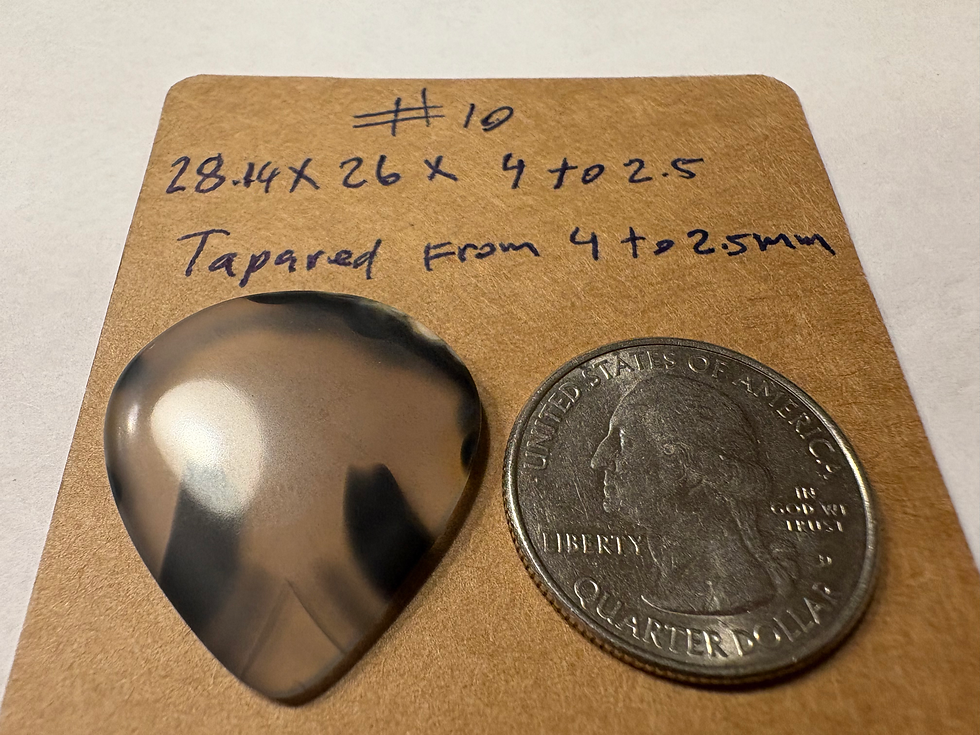 # 10
28.14 X 26 X 4 to 2.5
Tapared From 4 to 2.5mm
UNITED STATES OF AMERICA
IN
GOD WE
TRUST
LIBERTY
QUARTER DOLLAR